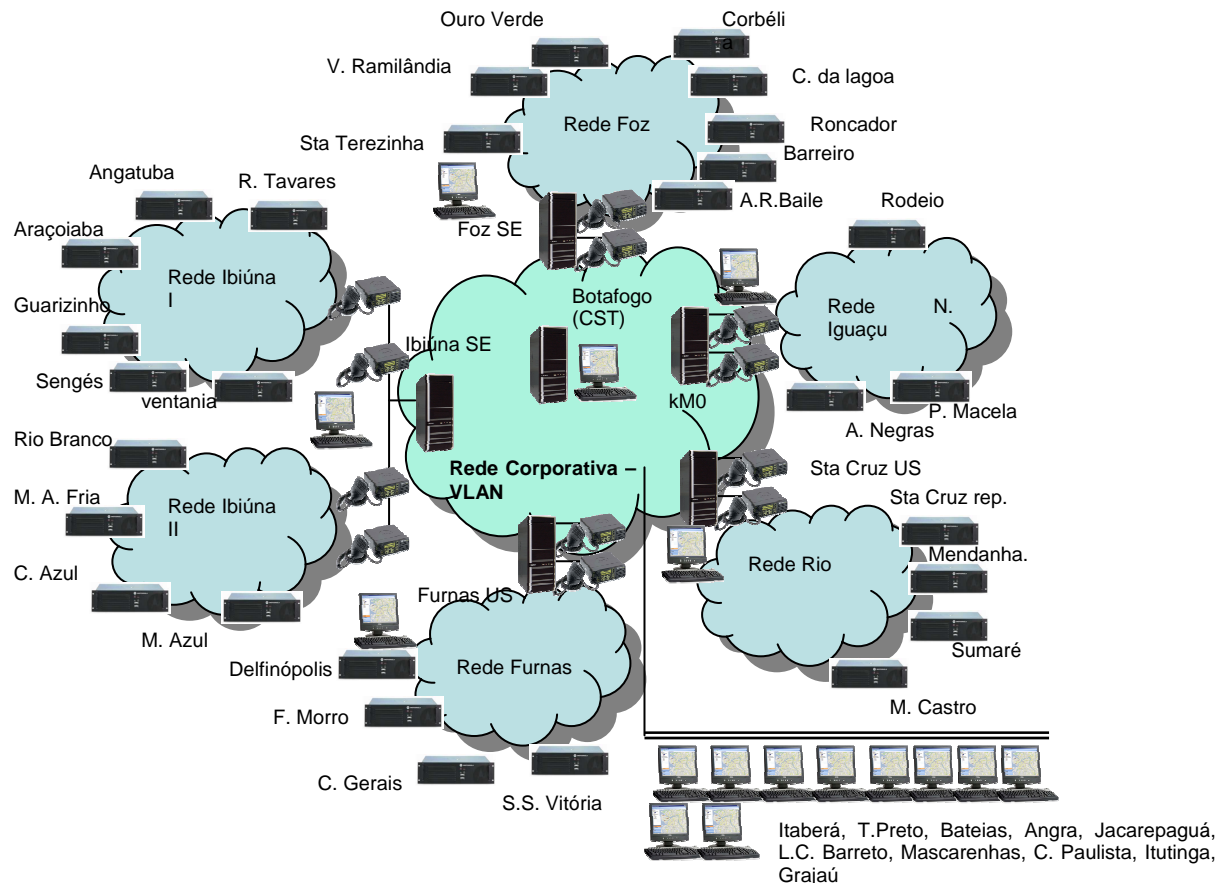 Ouro Verde
Corbéli
a
V. Ramilândia
C. da lagoa
Rede Foz
Roncador
Sta Terezinha
Barreiro
Angatuba
R. Tavares
A.R.Baile
Rodeio
Foz SE
Araçoiaba
Rede Ibiúna
I
Botafogo
(CST)
Rede N.
Iguaçu
Guarizinho
Ibiúna SE
Sengés
ventania
kM0
P. Macela
A. Negras
Rio Branco
Rede Corporativa –
VLAN
Sta Cruz US
M. A. Fria
Rede Ibiúna
II
Sta Cruz rep.
Mendanha.
C. Azul
Rede Rio
Furnas US
M. Azul
Sumaré
Delfinópolis
Rede Furnas
M. Castro
F. Morro
C. Gerais
S.S. Vitória
Itaberá, T.Preto, Bateias, Angra, Jacarepaguá,
L.C. Barreto, Mascarenhas, C. Paulista, Itutinga,
Grajaú